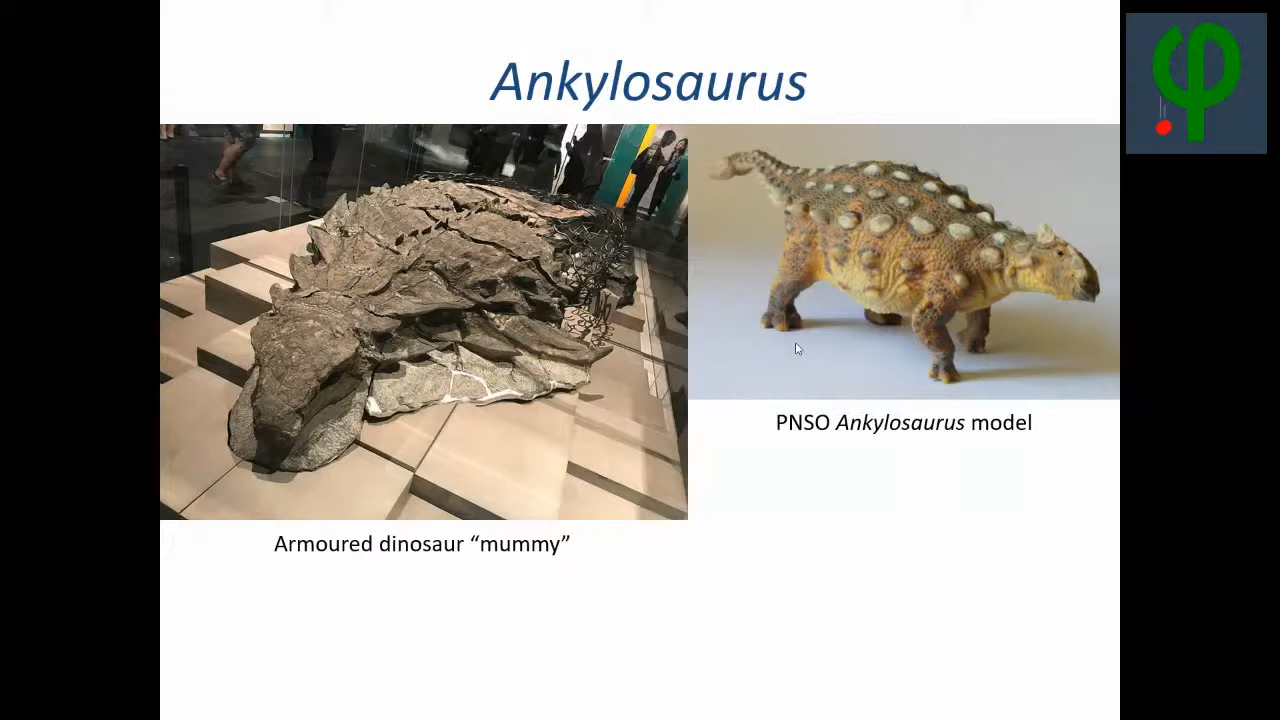 Ankylosaurus
PNSO Ankylosaurus model
Armoured dinosaur “mummy”
φ